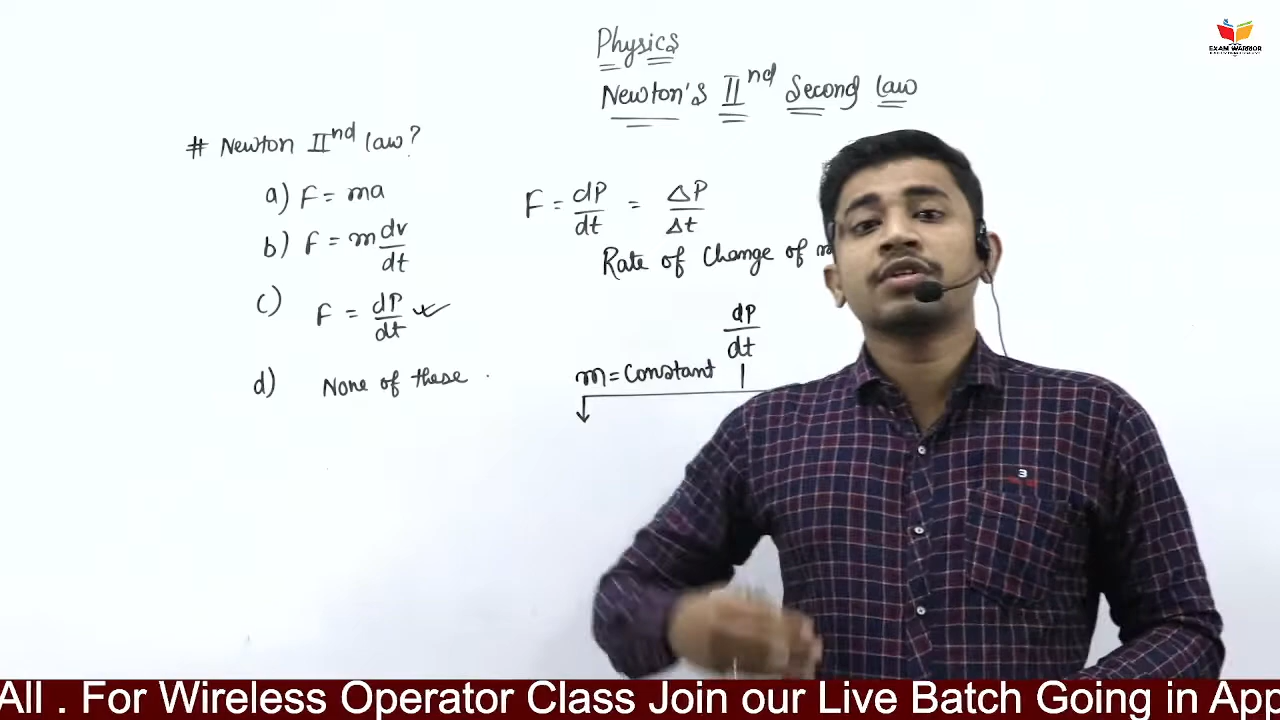 Physics
Newton's IInd Second law
# Newton IInd law?
a) F = ma
b) F = m dv/dt
c) F = dP/dt
d) None of these
F = dP/dt = ΔP/Δt
Rate of Change of
dP/dt
m = Constant
EXAM WARRIOR
3
All . For Wireless Operator Class Join our Live Batch Going in App